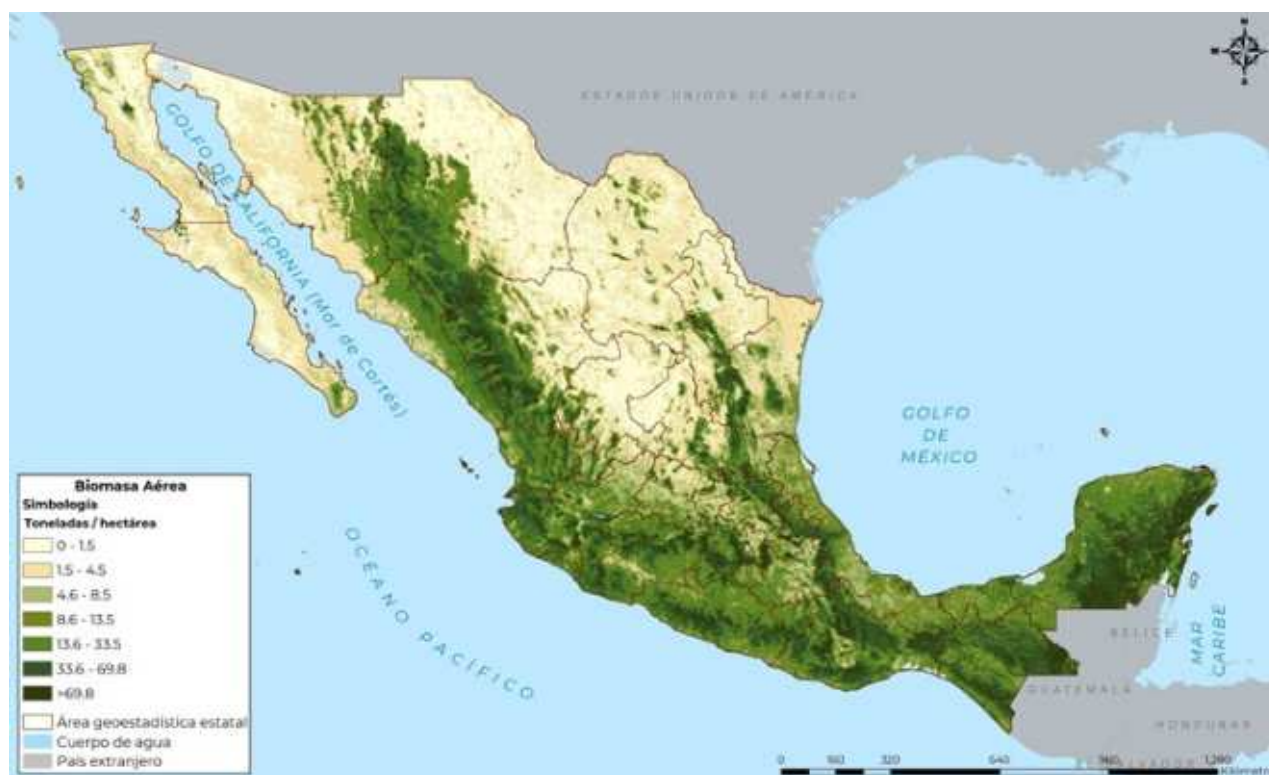 N
ESTADOS UNIDOS DE AMÉRICA
GOLFO DE CALIFORNIA (Mar de Cortés)
GOLFO
DE
MÉXICO
OCÉANO PACÍFICO
BELICE
MAR
CARIBE
GUATEMALA
HONDURAS
EL SALVADOR
Biomasa Aérea
Simbología
Toneladas / hectárea
0 - 1.5
1.5 - 4.5
4.6 - 8.5
8.6 - 13.5
13.6 - 33.5
33.6 - 69.8
>69.8
Área geoestadística estatal
Cuerpo de agua
País extranjero
0 160 320 640 960 1,280